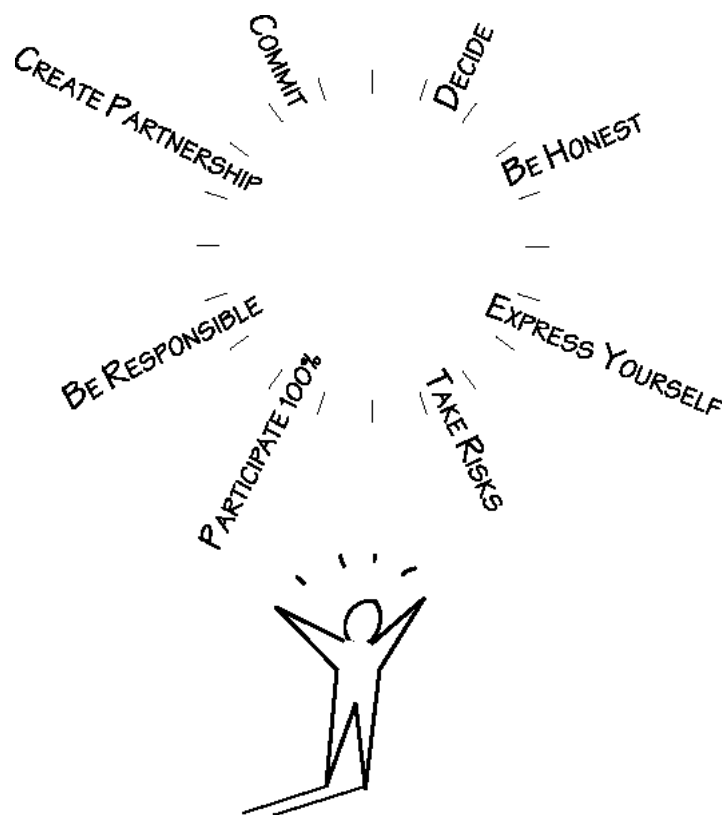 Commit
Decide
Be Honest
Express Yourself
Take Risks
Participate 100%
Be Responsible
Create Partnership